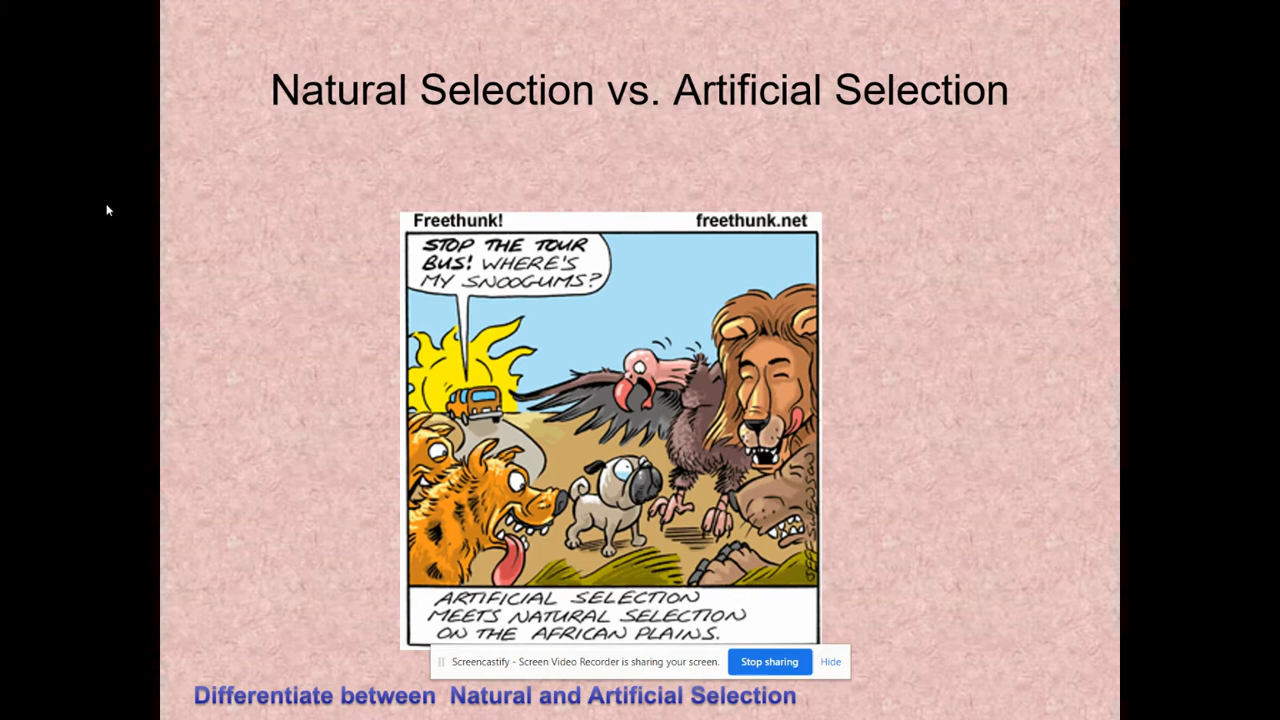 Natural Selection vs. Artificial Selection
Freethunk! freethunk.net
STOP THE TOUR
BUS! WHERE'S
MY SNOOGUMS?
ARTIFICIAL SELECTION
MEETS NATURAL SELECTION
ON THE AFRICAN PLAINS.
Screencastify - Screen Video Recorder is sharing your screen. Stop sharing Hide
Differentiate between Natural and Artificial Selection